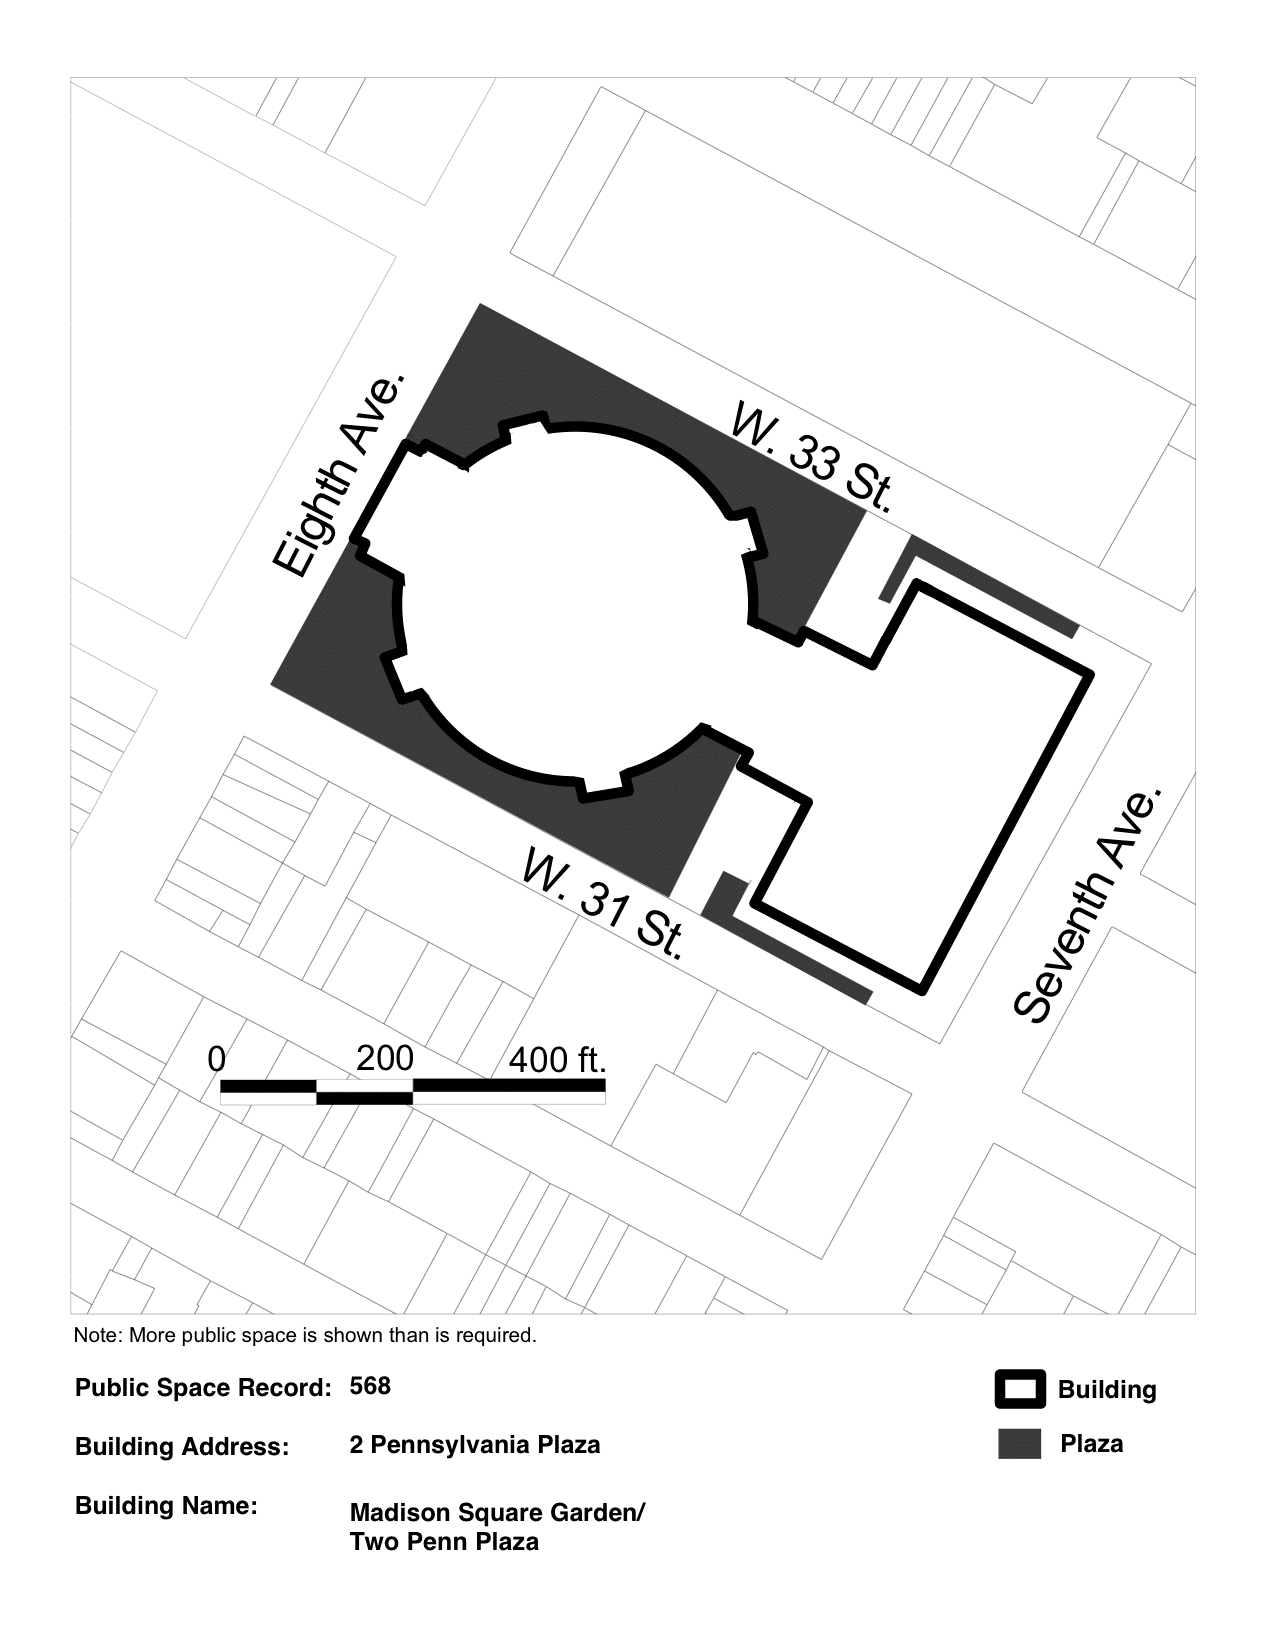 W. 33 St.
Eighth Ave.
Seventh Ave.
W. 31 St.
0 200 400 ft.
Note: More public space is shown than is required.
Public Space Record: 568
Building Address: 2 Pennsylvania Plaza
Building Name: Madison Square Garden/
Two Penn Plaza
Building
Plaza